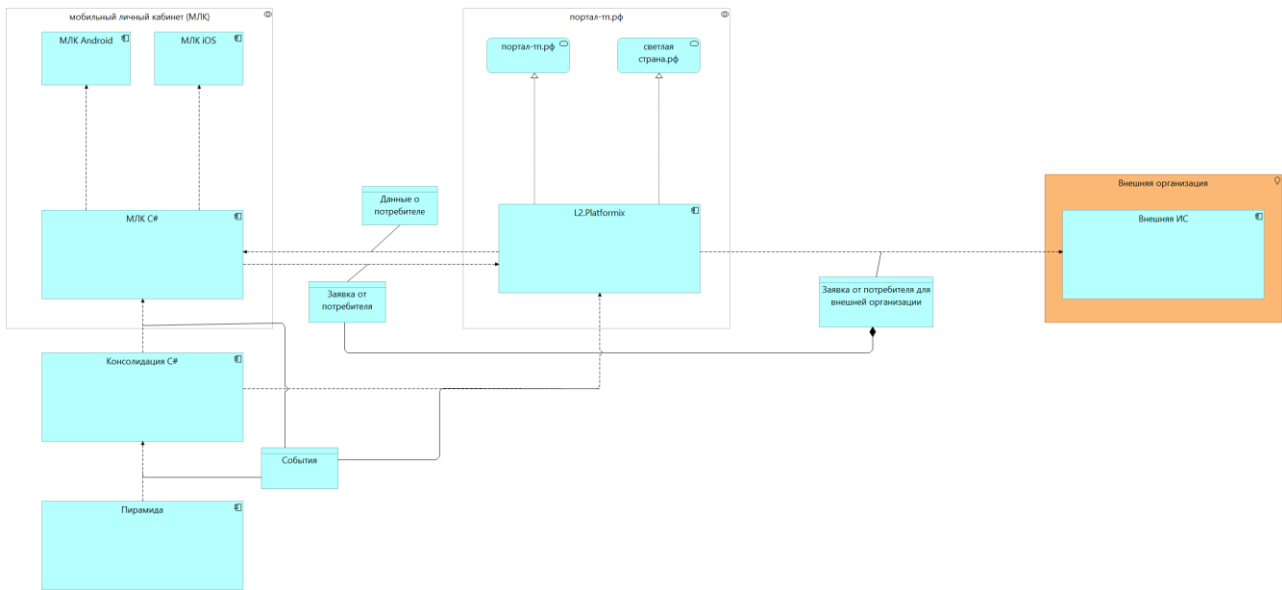 мобильный личный кабинет (МЛК)
МЛК Android
МЛК iOS
МЛК C#
портал-тп.рф
портал-тп.рф
светлая
страна.рф
Данные о
потребителе
L2.Platformix
Заявка от
потребителя
Заявка от потребителя для
внешней организации
Внешняя организация
Внешняя ИС
Консолидация C#
События
Пирамида